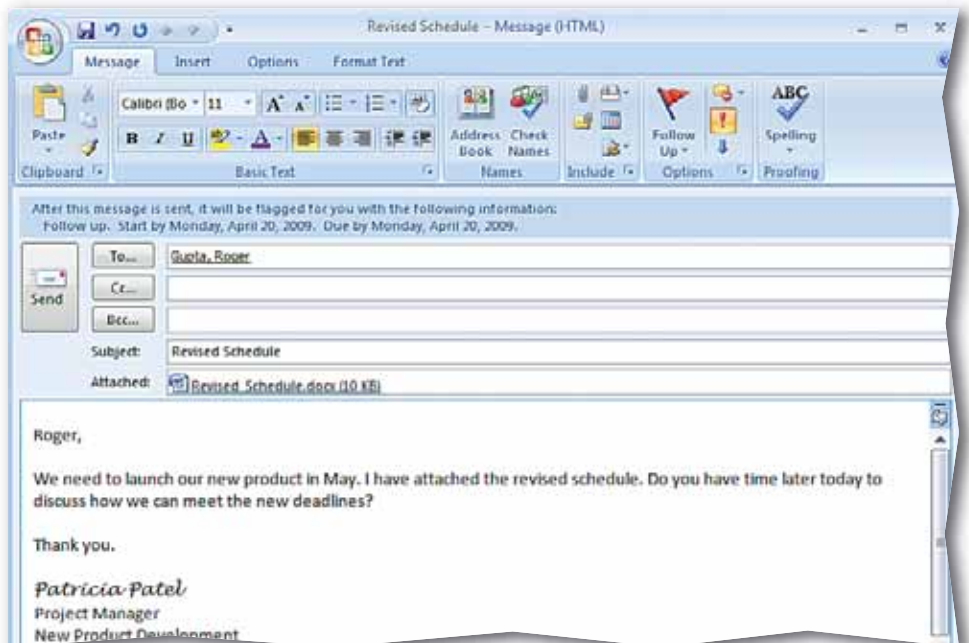 Revised Schedule – Message (HTML)
Message Insert Options Format Text
Calibri (Bo 11 A A ABC
Paste B I U A Address Book Check Names Follow Up Spelling
Clipboard Basic Text Names Include Options Proofing
After this message is sent, it will be flagged for you with the following information:
Follow up. Start by Monday, April 20, 2009. Due by Monday, April 20, 2009.
To... Gupta, Roger
Send
Cc...
Bcc...
Subject: Revised Schedule
Attached: Revised_Schedule.docx (10 KB)
Roger,
We need to launch our new product in May. I have attached the revised schedule. Do you have time later today to
discuss how we can meet the new deadlines?
Thank you.
Patricia Patel
Project Manager
New Product Development